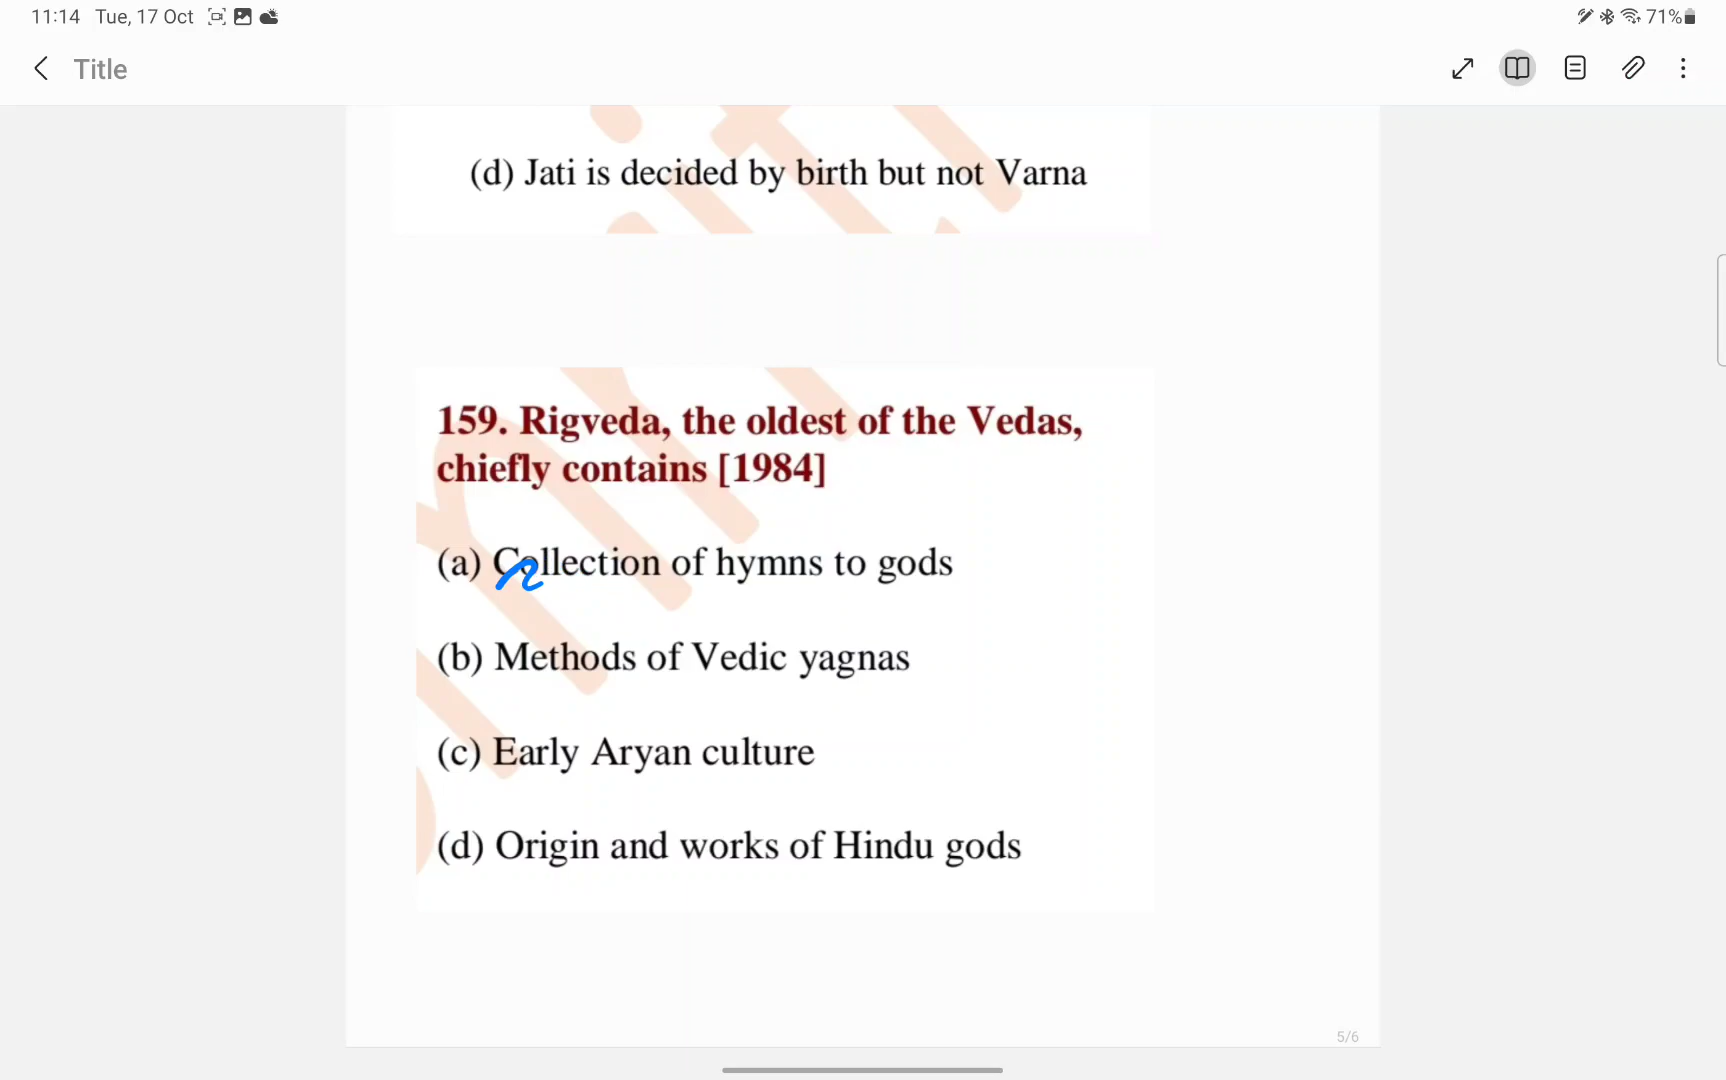 11:14 Tue, 17 Oct 71%
Title
(d) Jati is decided by birth but not Varna
159. Rigveda, the oldest of the Vedas,
chiefly contains [1984]
(a) Collection of hymns to gods
(b) Methods of Vedic yagnas
(c) Early Aryan culture
(d) Origin and works of Hindu gods
5/6